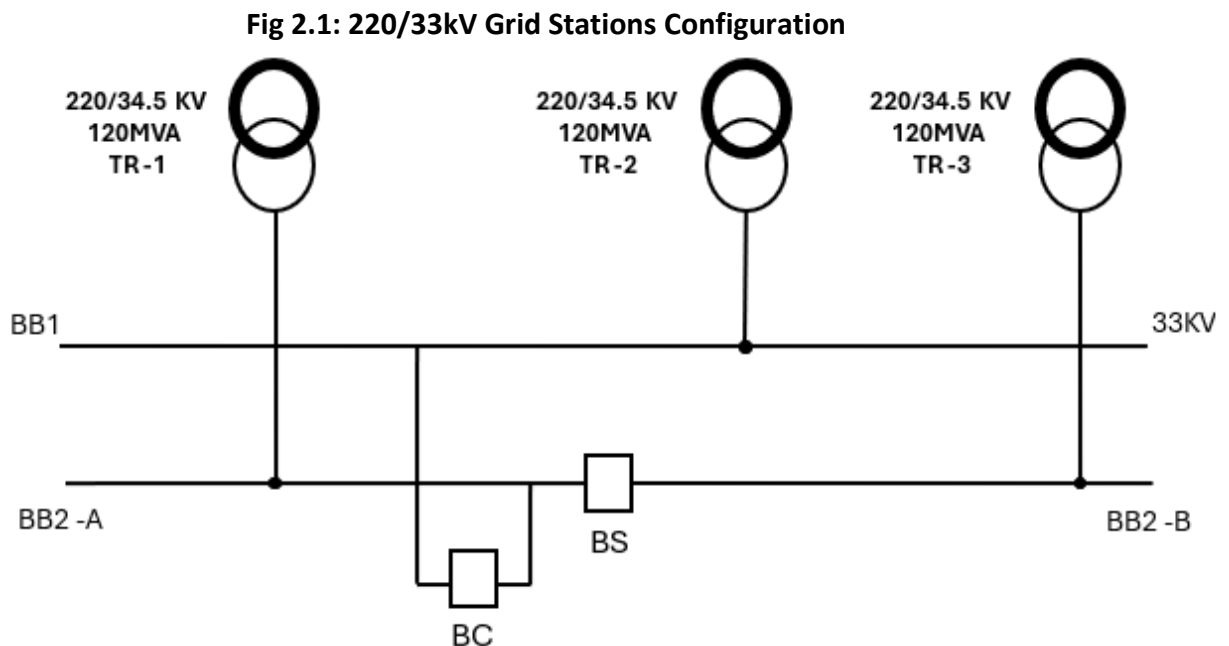 Fig 2.1: 220/33kV Grid Stations Configuration
220/34.5 KV
120MVA
TR-1
220/34.5 KV
120MVA
TR-2
220/34.5 KV
120MVA
TR-3
BB1
33KV
BB2 -A
BS
BB2 -B
BC